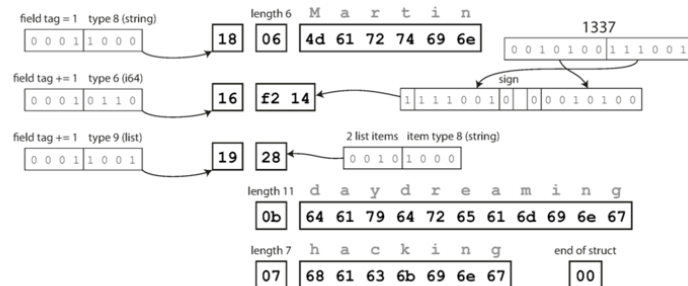 length 6 M a r t i n
field tag = 1 type 8 (string) 1337
0 0 0 1 1 0 0 0 18 06 4d 61 72 74 69 6e
0 0 1 0 1 0 0 1 1 1 0 0 1
field tag += 1 type 6 (i64) sign
0 0 0 1 0 1 1 0 16 f2 14 1 1 1 1 0 0 1 0 0 0 0 1 0 1 0 0
field tag += 1 type 9 (list) 2 list items item type 8 (string)
0 0 0 1 1 0 0 1 19 28 0 0 1 0 1 0 0 0
length 11 d a y d r e a m i n g
0b 64 61 79 64 72 65 61 6d 69 6e 67
length 7 h a c k i n g end of struct
07 68 61 63 6b 69 6e 67 00